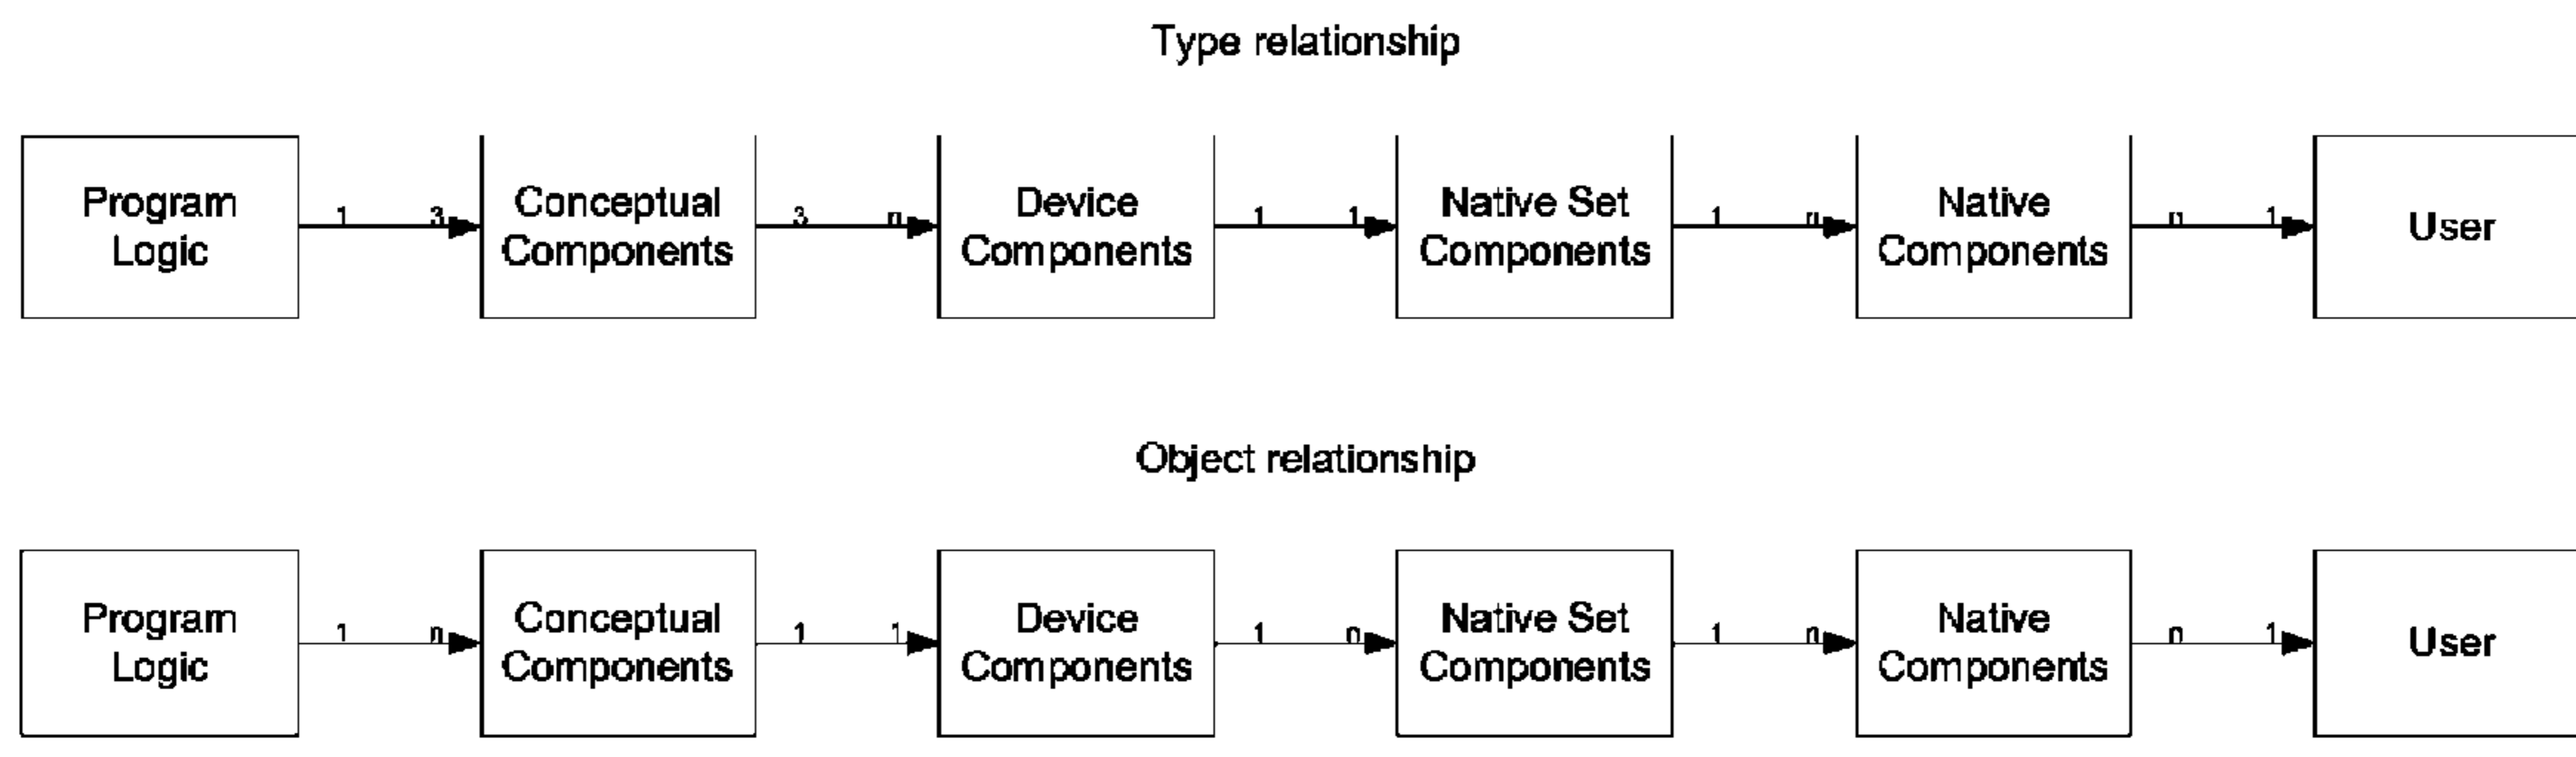 Type relationship
Program
Logic
1 3
Conceptual
Components
3 n
Device
Components
1 1
Native Set
Components
1 n
Native
Components
n 1
User
Object relationship
Program
Logic
1 n
Conceptual
Components
1 1
Device
Components
1 n
Native Set
Components
1 n
Native
Components
n 1
User